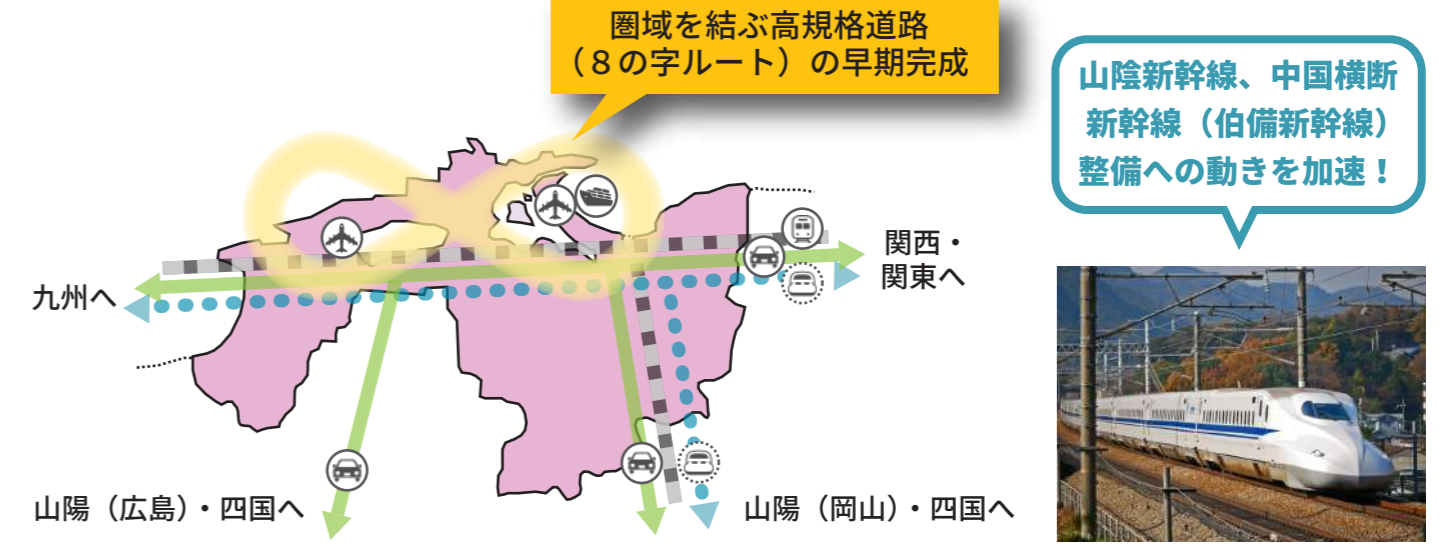 圏域を結ぶ高規格道路
（８の字ルート）の早期完成
山陰新幹線、中国横断
新幹線（伯備新幹線）
整備への動きを加速！
関西・
関東へ
九州へ
山陽（広島）・四国へ
山陽（岡山）・四国へ